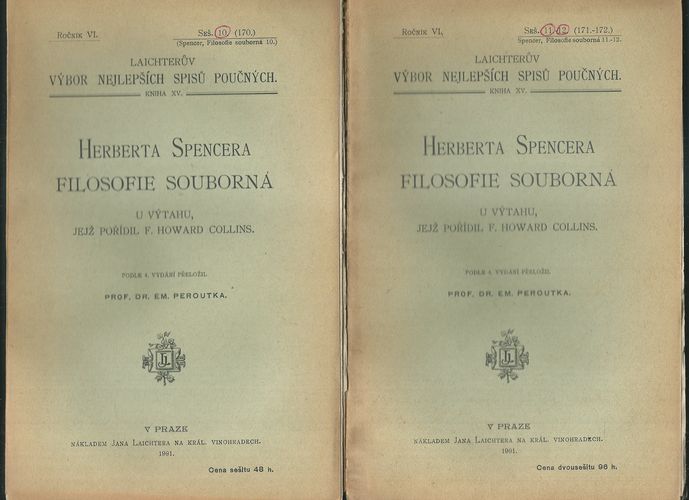 Ročník VI.
Seš. 10 (170.)
(Spencer, Filosofie souborná 10.)
LAICHTERŮV
VÝBOR NEJLEPŠÍCH SPISŮ POUČNÝCH.
KNIHA XV.
HERBERTA SPENCERA
FILOSOFIE SOUBORNÁ
U VÝTAHU,
JEJŽ POŘÍDIL F. HOWARD COLLINS.
PODLE 4. VYDÁNÍ PŘELOŽIL
PROF. DR. EM. PEROUTKA.
JL
V PRAZE
NÁKLADEM JANA LAICHTERA NA KRÁL. VINOHRADECH.
1901.
Cena sešitu 48 h.
Ročník VI.
Seš. 11-12 (171.-172.)
Spencer, Filosofie souborná 11.-12.
LAICHTERŮV
VÝBOR NEJLEPŠÍCH SPISŮ POUČNÝCH.
KNIHA XV.
HERBERTA SPENCERA
FILOSOFIE SOUBORNÁ
U VÝTAHU,
JEJŽ POŘÍDIL F. HOWARD COLLINS.
PODLE 4. VYDÁNÍ PŘELOŽIL
PROF. DR. EM. PEROUTKA.
JL
V PRAZE
NÁKLADEM JANA LAICHTERA NA KRÁL. VINOHRADECH.
1901.
Cena dvousešitu 96 h.